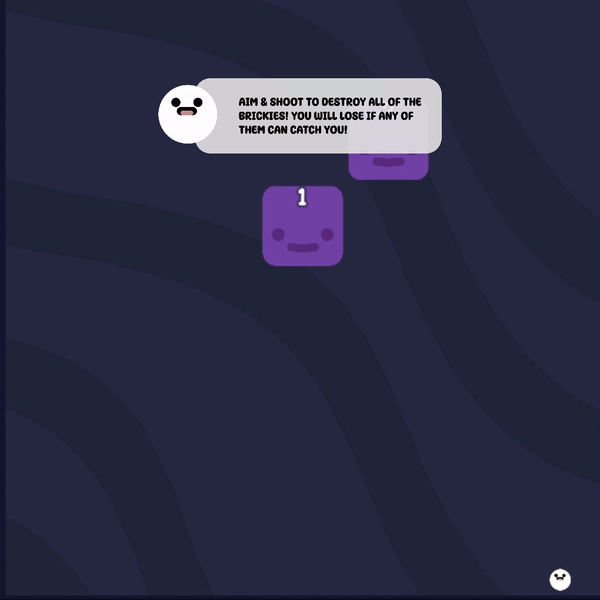 AIM & SHOOT TO DESTROY ALL OF THE
BRICKIES! YOU WILL LOSE IF ANY OF
THEM CAN CATCH YOU!
1